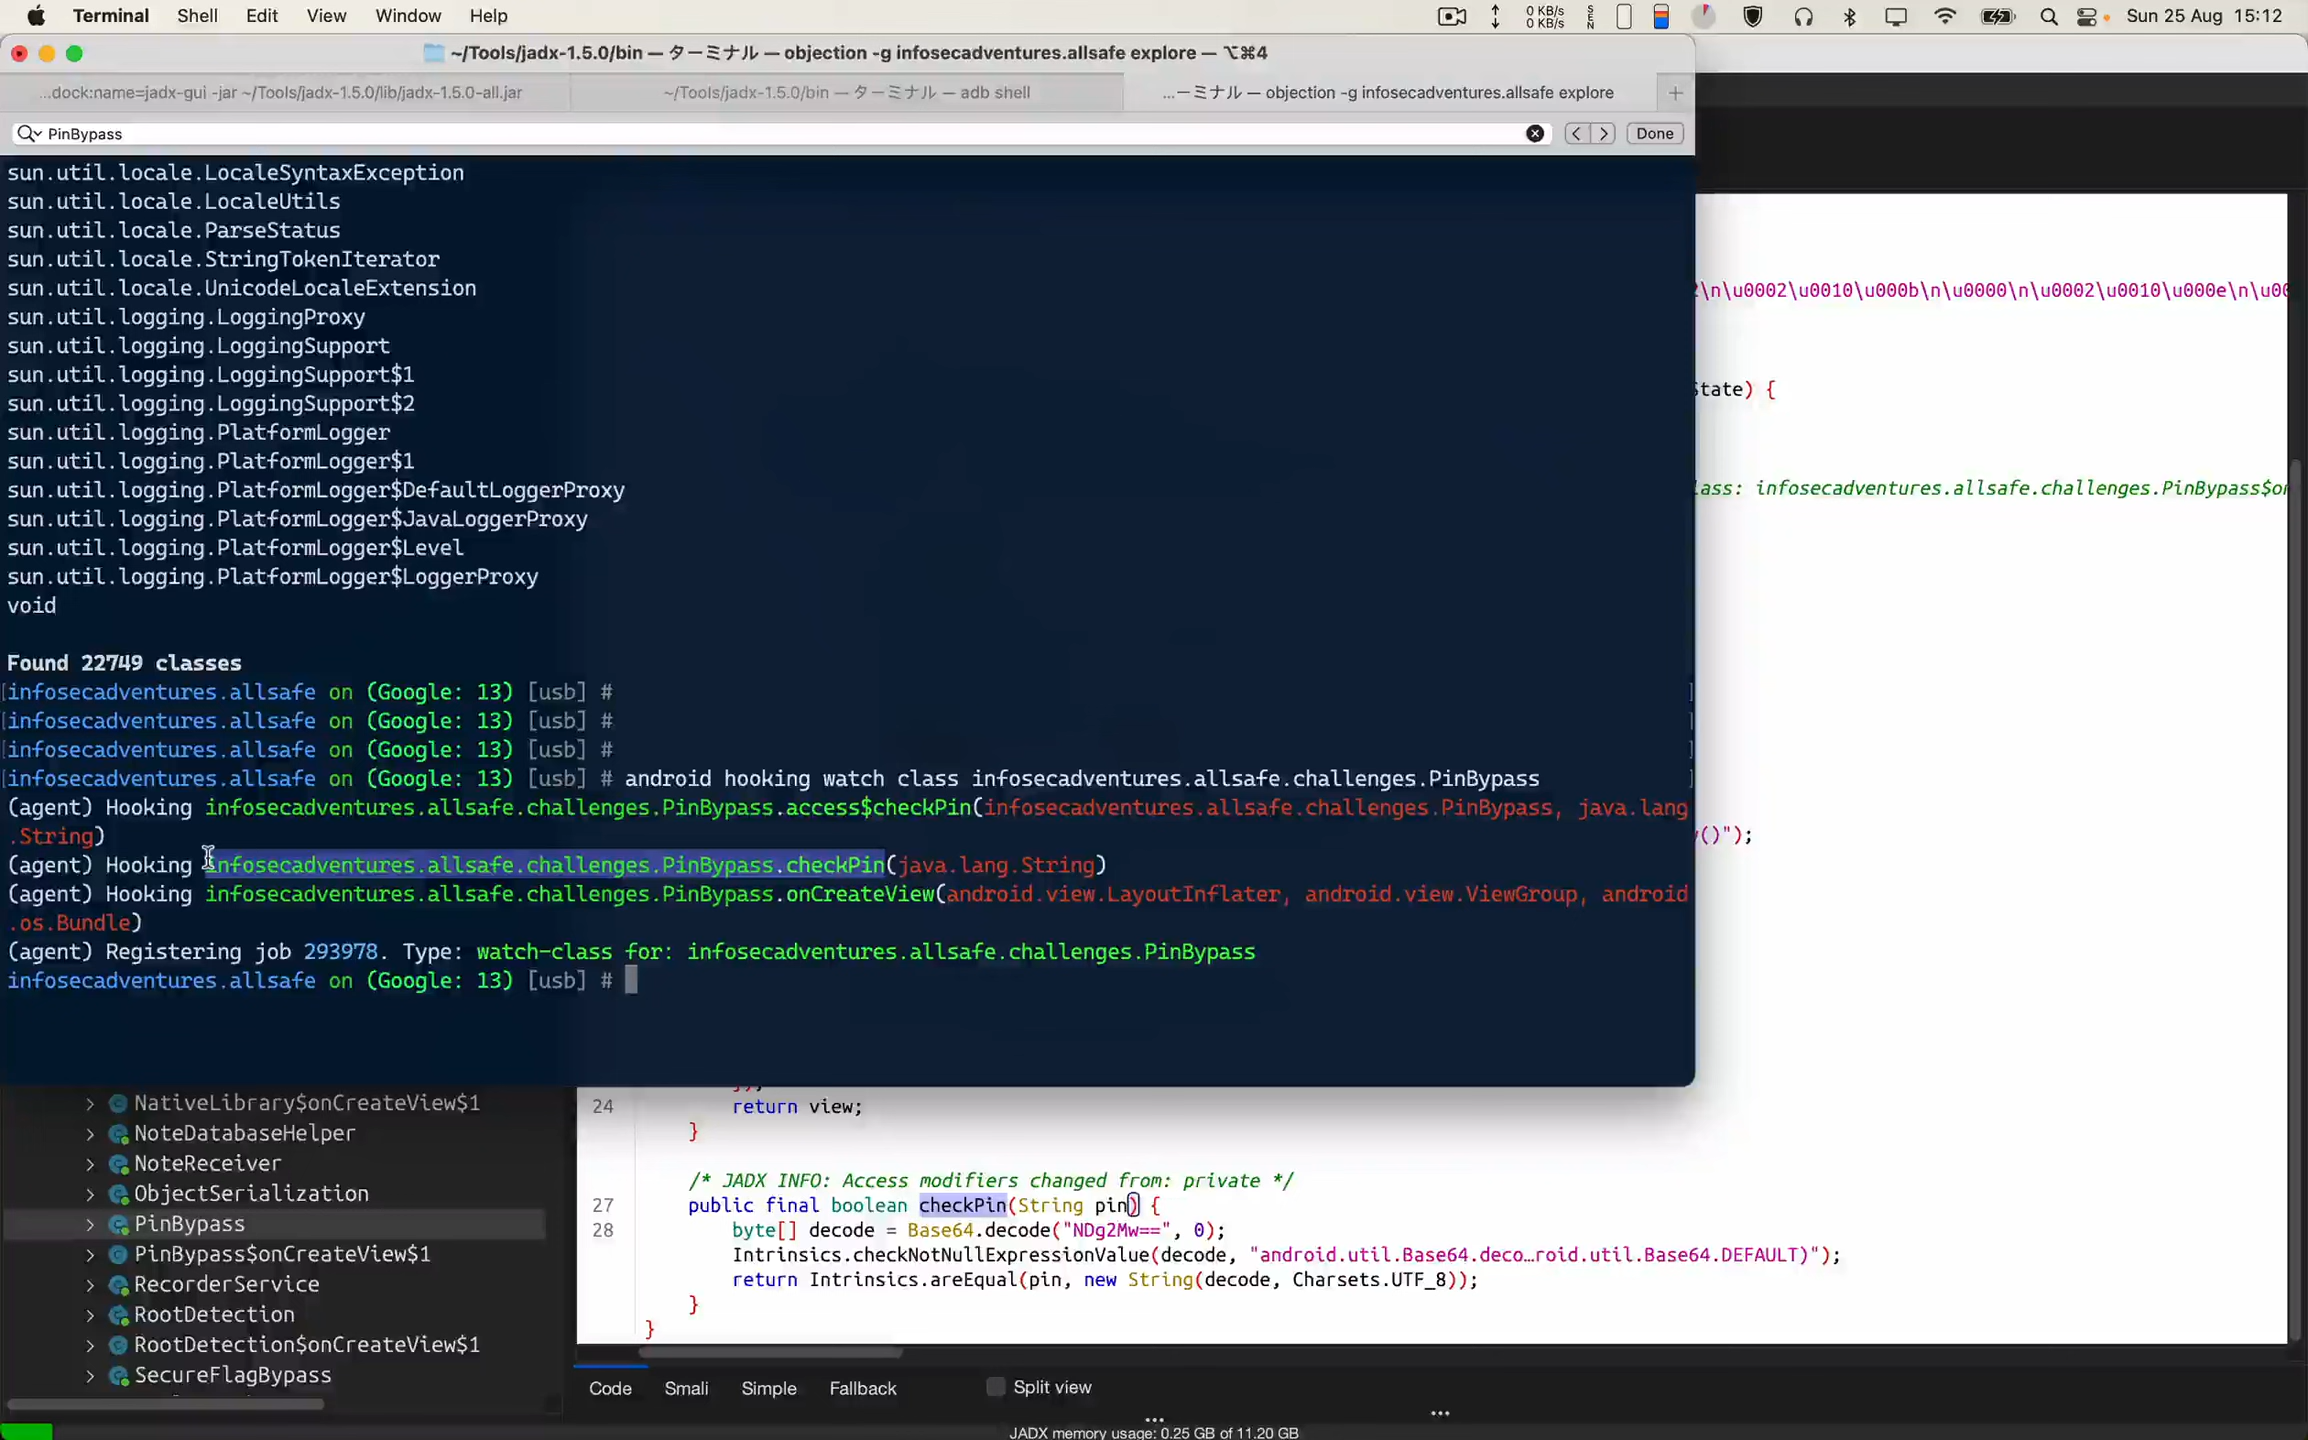 Terminal Shell Edit View Window Help
0 KB/s
0 KB/s
SEN
Sun 25 Aug 15:12
~/Tools/jadx-1.5.0/bin — ターミナル — objection -g infosecadventures.allsafe explore — ⌥⌘4
...dock:name=jadx-gui -jar ~/Tools/jadx-1.5.0/lib/jadx-1.5.0-all.jar
~/Tools/jadx-1.5.0/bin — ターミナル — adb shell
...ーミナル — objection -g infosecadventures.allsafe explore
+
PinBypass
Done
sun.util.locale.LocaleSyntaxException
sun.util.locale.LocaleUtils
sun.util.locale.ParseStatus
sun.util.locale.StringTokenIterator
sun.util.locale.UnicodeLocaleExtension
sun.util.logging.LoggingProxy
sun.util.logging.LoggingSupport
sun.util.logging.LoggingSupport$1
sun.util.logging.LoggingSupport$2
sun.util.logging.PlatformLogger
sun.util.logging.PlatformLogger$1
sun.util.logging.PlatformLogger$DefaultLoggerProxy
sun.util.logging.PlatformLogger$JavaLoggerProxy
sun.util.logging.PlatformLogger$Level
sun.util.logging.PlatformLogger$LoggerProxy
void
Found 22749 classes
[infosecadventures.allsafe on (Google: 13) [usb] # ]
[infosecadventures.allsafe on (Google: 13) [usb] # ]
[infosecadventures.allsafe on (Google: 13) [usb] # ]
[infosecadventures.allsafe on (Google: 13) [usb] # android hooking watch class infosecadventures.allsafe.challenges.PinBypass ]
(agent) Hooking infosecadventures.allsafe.challenges.PinBypass.access$checkPin(infosecadventures.allsafe.challenges.PinBypass, java.lang
.String)
(agent) Hooking infosecadventures.allsafe.challenges.PinBypass.checkPin(java.lang.String)
(agent) Hooking infosecadventures.allsafe.challenges.PinBypass.onCreateView(android.view.LayoutInflater, android.view.ViewGroup, android
.os.Bundle)
(agent) Registering job 293978. Type: watch-class for: infosecadventures.allsafe.challenges.PinBypass
infosecadventures.allsafe on (Google: 13) [usb] #
\n\u0002\u0010\u000b\n\u0000\n\u0002\u0010\u000e\n\u00
State) {
lass: infosecadventures.allsafe.challenges.PinBypass$on
()");
NativeLibrary$onCreateView$1
NoteDatabaseHelper
NoteReceiver
ObjectSerialization
PinBypass
PinBypass$onCreateView$1
RecorderService
RootDetection
RootDetection$onCreateView$1
SecureFlagBypass
});
24 return view;
}
/* JADX INFO: Access modifiers changed from: private */
27 public final boolean checkPin(String pin) {
28 byte[] decode = Base64.decode("NDg2Mw==", 0);
Intrinsics.checkNotNullExpressionValue(decode, "android.util.Base64.deco…roid.util.Base64.DEFAULT)");
return Intrinsics.areEqual(pin, new String(decode, Charsets.UTF_8));
}
}
Code Smali Simple Fallback Split view
JADX memory usage: 0.25 GB of 11.20 GB